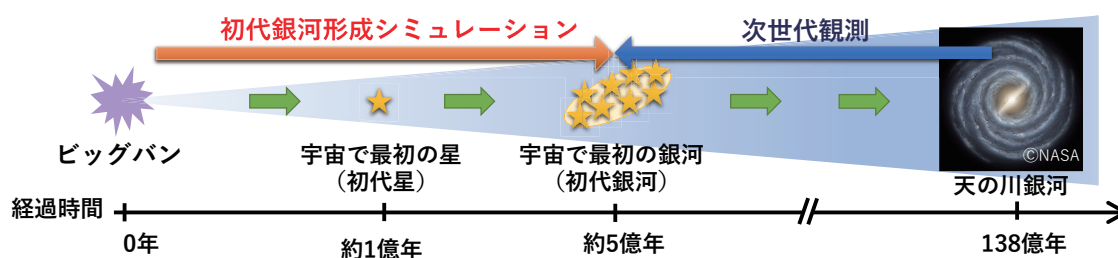 初代銀河形成シミュレーション
次世代観測
©NASA
ビッグバン
宇宙で最初の星
（初代星）
宇宙で最初の銀河
（初代銀河）
天の川銀河
経過時間
0年
約1億年
約5億年
138億年